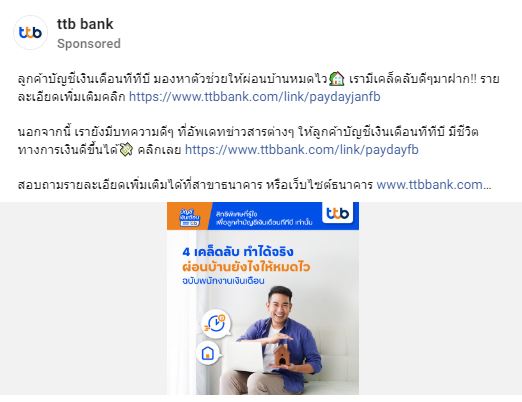 ttb bank
Sponsored
ลูกค้าบัญชีเงินเดือนทีทีบี มองหาตัวช่วยให้ผ่อนบ้านหมดไว🏡 เรามีเคล็ดลับดีๆมาฝาก!! ราย
ละเอียดเพิ่มเติมคลิก https://www.ttbbank.com/link/paydayjanfb
นอกจากนี้ เรายังมีบทความดีๆ ที่อัพเดทข่าวสารต่างๆ ให้ลูกค้าบัญชีเงินเดือนทีทีบี มีชีวิต
ทางการเงินดีขึ้นได้💸 คลิกเลย https://www.ttbbank.com/link/paydayfb
สอบถามรายละเอียดเพิ่มเติมได้ที่สาขาธนาคาร หรือเว็บไซต์ธนาคาร www.ttbbank.com…
บัญชี
เงินเดือน
สิทธิพิเศษที่รู้ใจ
เพื่อลูกค้าบัญชีเงินเดือนทีทีบี เท่านั้น
ttb
4 เคล็ดลับ ทำได้จริง
ผ่อนบ้านยังไงให้หมดไว
ฉบับพนักงานเงินเดือน